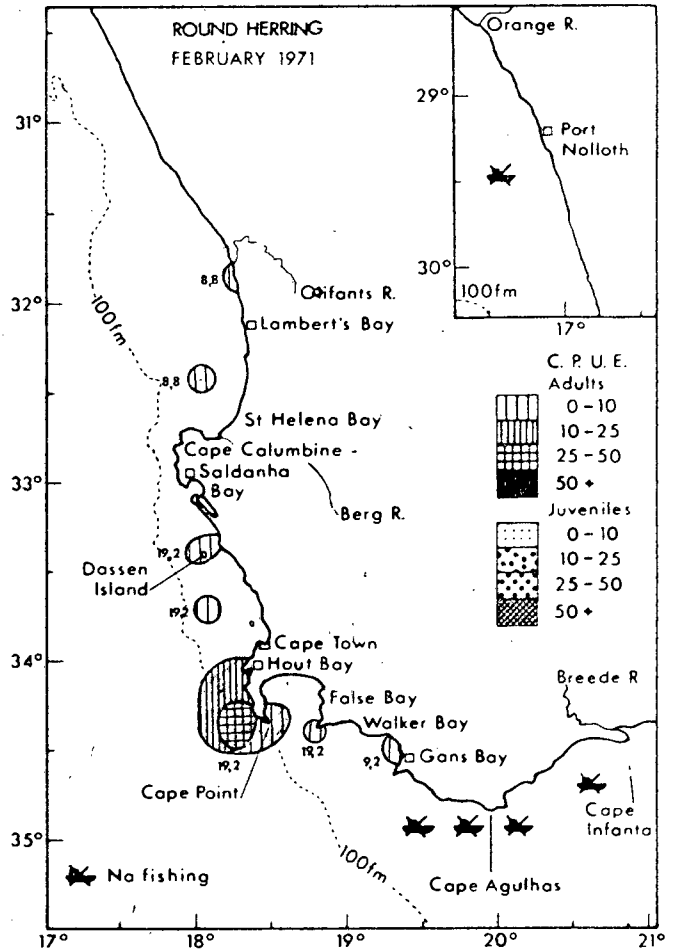 ROUND HERRING
FEBRUARY 1971
Orange R.
29°
Port
Nolloth
30°
100fm
17°
31°
8,8
Olifants R.
32°
100fm
Lambert's Bay
8,8
C. P. U. E.
Adults
0-10
10-25
25-50
50+
Juveniles
0-10
10-25
25-50
50+
St Helena Bay
Cape Calumbine -
Saldanha
Bay
33°
Berg R.
19,2
Dassen
Island
19,2
Cape Town
34°
Hout Bay
Breede R
False Bay
Walker Bay
19,2
19,2
9,2
Gans Bay
Cape Point
Cape
Infanta
35°
100fm
Na fishing
Cape Agulhas
17°
18°
19°
20°
21°